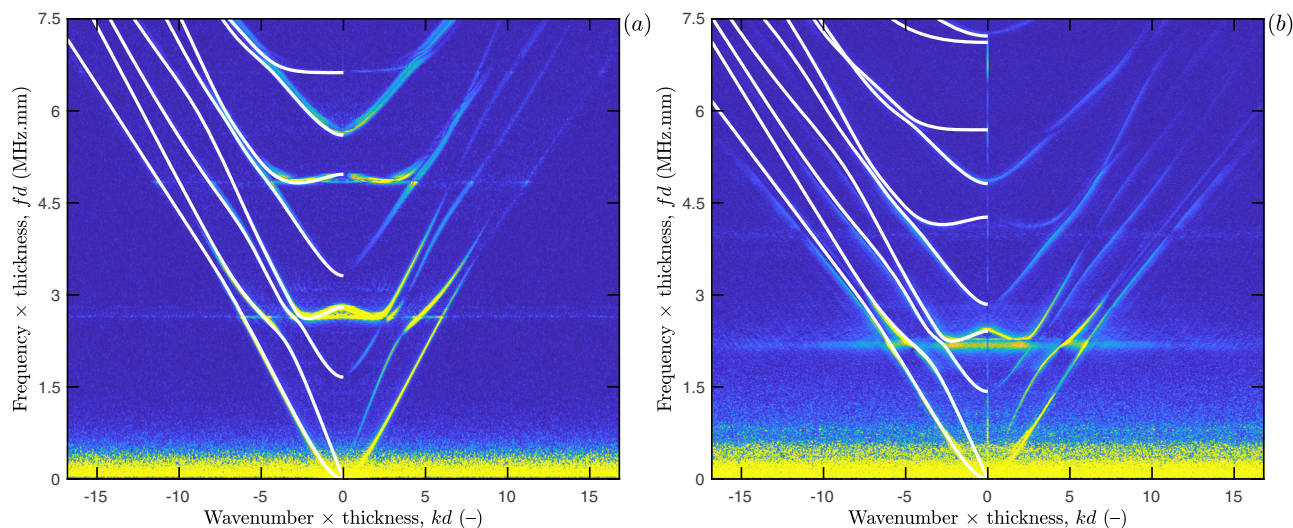 (a)
7.5
6
4.5
3
1.5
0
Frequency × thickness, fd (MHz.mm)
-15 -10 -5 0 5 10 15
Wavenumber × thickness, kd (–)
(b)
7.5
6
4.5
3
1.5
0
Frequency × thickness, fd (MHz.mm)
-15 -10 -5 0 5 10 15
Wavenumber × thickness, kd (–)